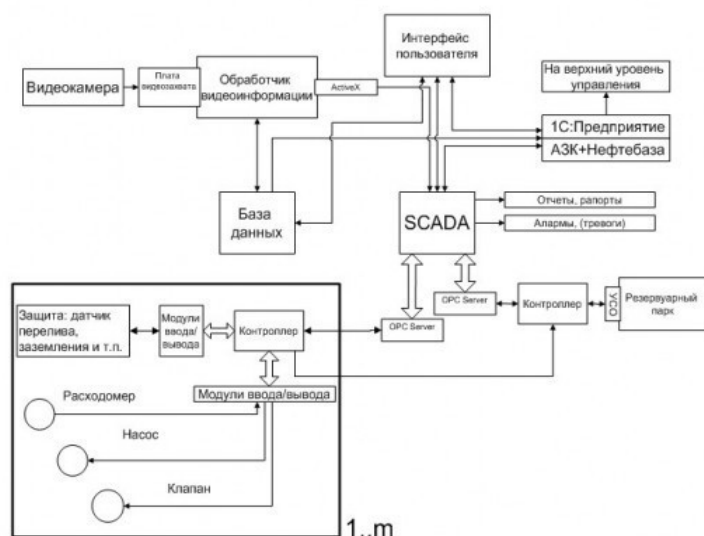 Интерфейс
пользователя
На верхний уровень
управления
Видеокамера
Плата
видеозахвата
Обработчик
видеоинформации
ActiveX
1С:Предприятие
АЗК+Нефтебаза
База
данных
SCADA
Отчеты, рапорты
Алармы, (тревоги)
OPC Server
Контроллер
УСО
Резервуарный
парк
OPC Server
Защита: датчик
перелива,
заземления и т.п.
Модули
ввода/
вывода
Контроллер
Модули ввода/вывода
Расходомер
Насос
Клапан
1..m